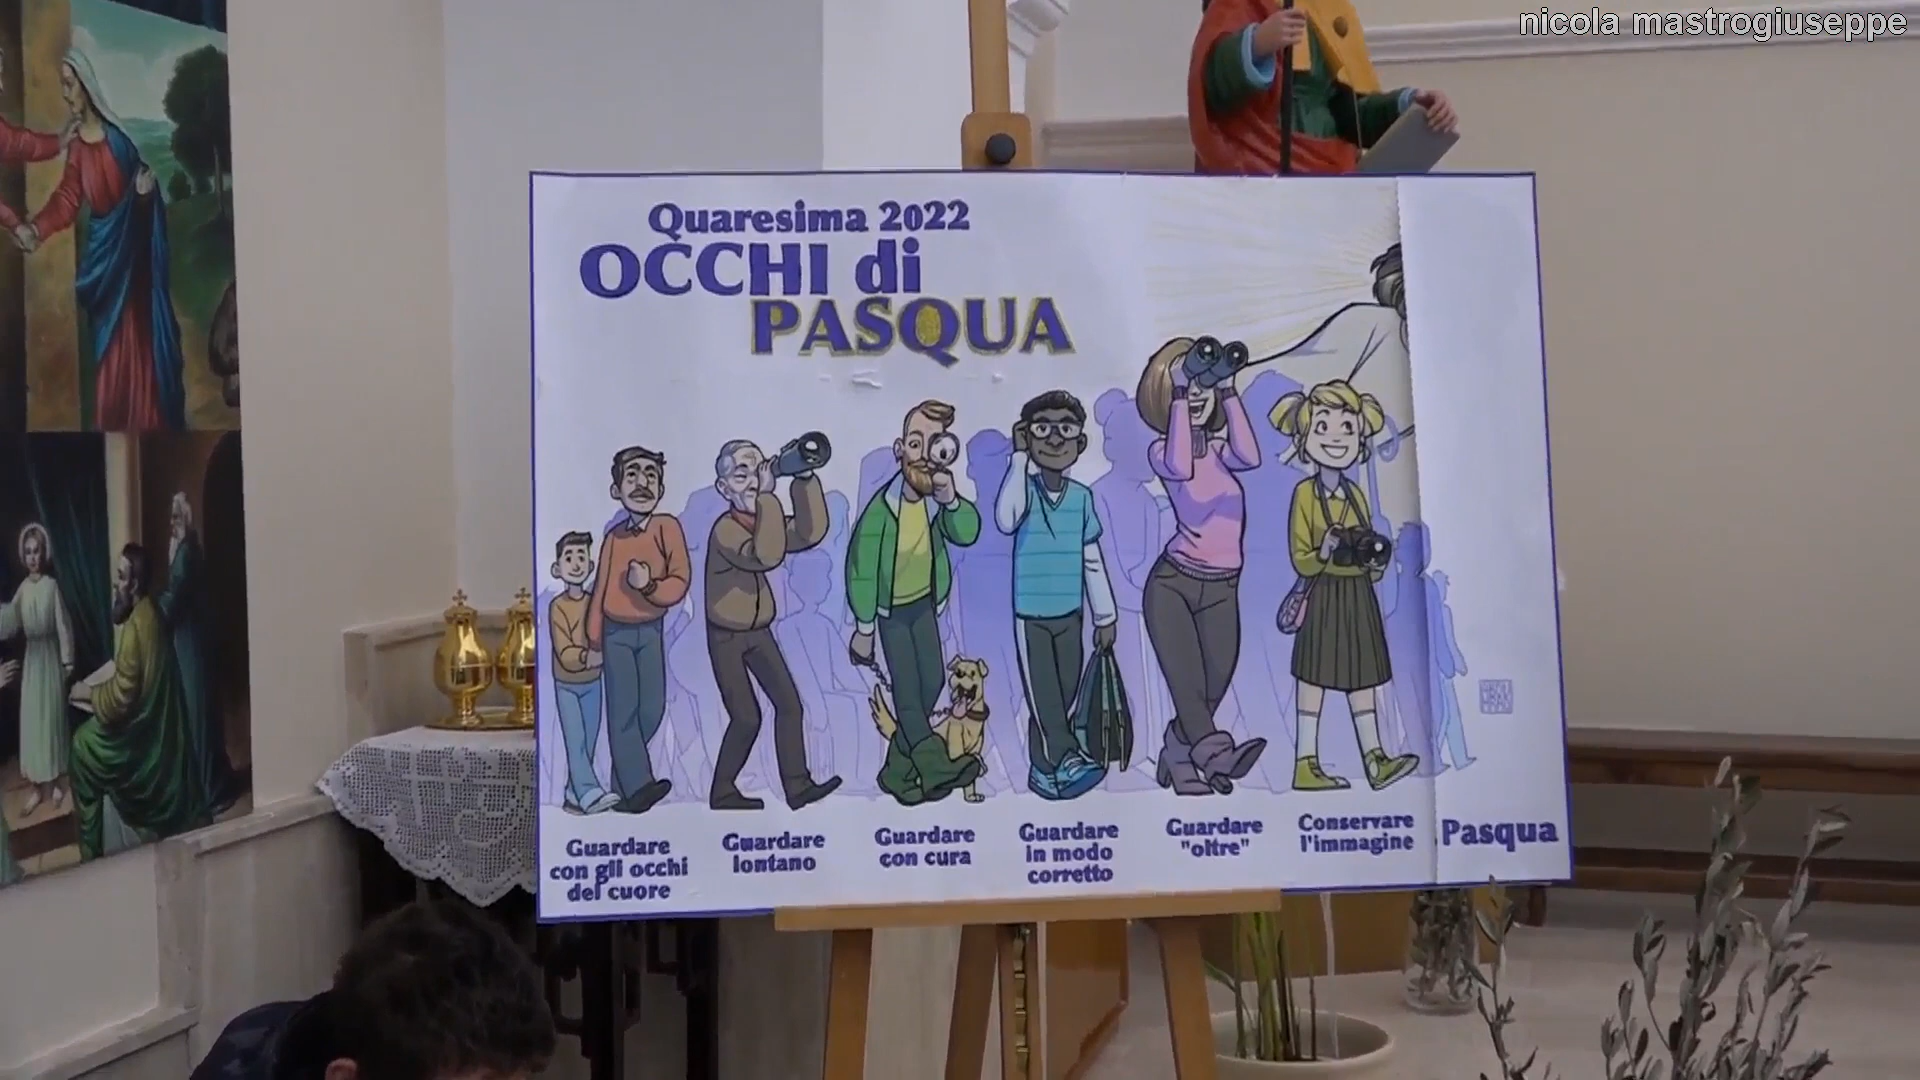 nicola mastrogiuseppe
Quaresima 2022
OCCHI di
PASQUA
Guardare
con gli occhi
del cuore
Guardare
lontano
Guardare
con cura
Guardare
in modo
corretto
Guardare
"oltre"
Conservare
l'immagine
Pasqua